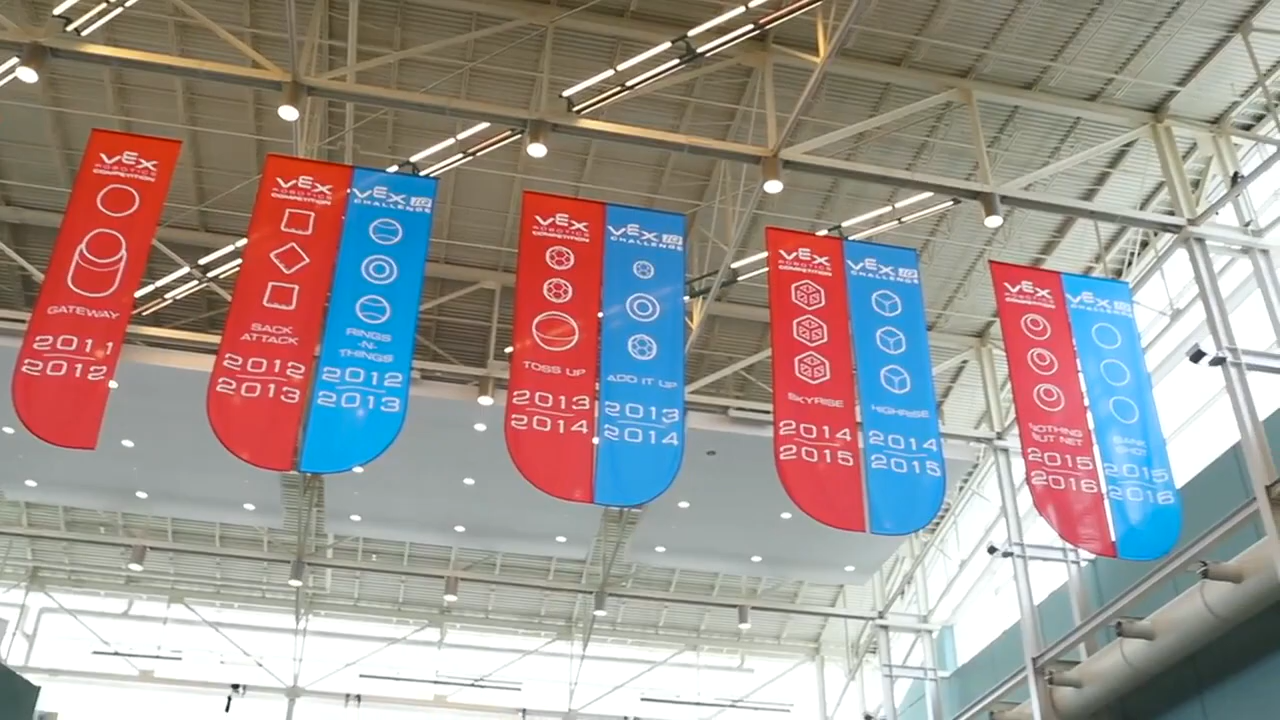 VEX
ROBOTICS
COMPETITION
GATEWAY
2011
2012
VEX
ROBOTICS
COMPETITION
SACK
ATTACK
2012
2013
VEX IQ
CHALLENGE
RINGS
-N-
THINGS
2012
2013
VEX
ROBOTICS
COMPETITION
TOSS UP
2013
2014
VEX IQ
CHALLENGE
ADD IT UP
2013
2014
VEX
ROBOTICS
COMPETITION
SKYRISE
2014
2015
VEX IQ
CHALLENGE
HIGHRISE
2014
2015
VEX
ROBOTICS
COMPETITION
NOTHING
BUT NET
2015
2016
VEX IQ
CHALLENGE
BANK
SHOT
2015
2016